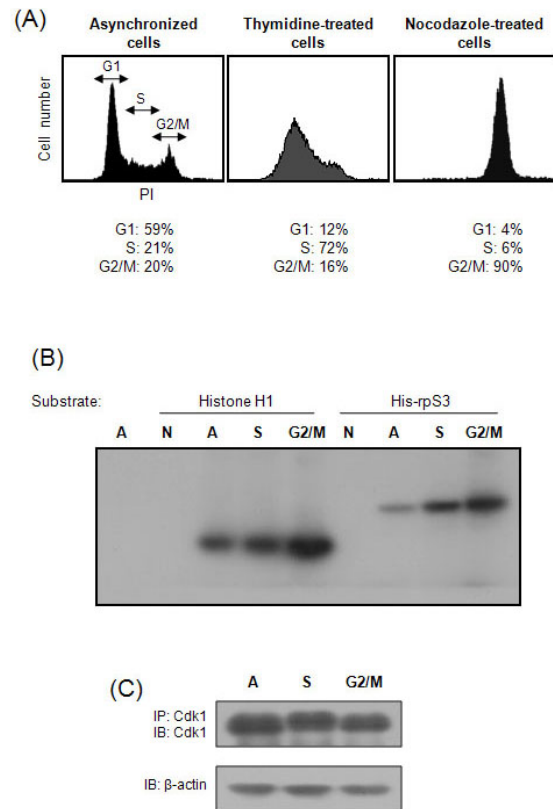 (A)
Asynchronized cells
Thymidine-treated cells
Nocodazole-treated cells
Cell number
G1
S
G2/M
PI
G1: 59%
S: 21%
G2/M: 20%
G1: 12%
S: 72%
G2/M: 16%
G1: 4%
S: 6%
G2/M: 90%
(B)
Substrate: Histone H1 His-rpS3
A N A S G2/M N A S G2/M
(C)
A S G2/M
IP: Cdk1
IB: Cdk1
IB: β-actin